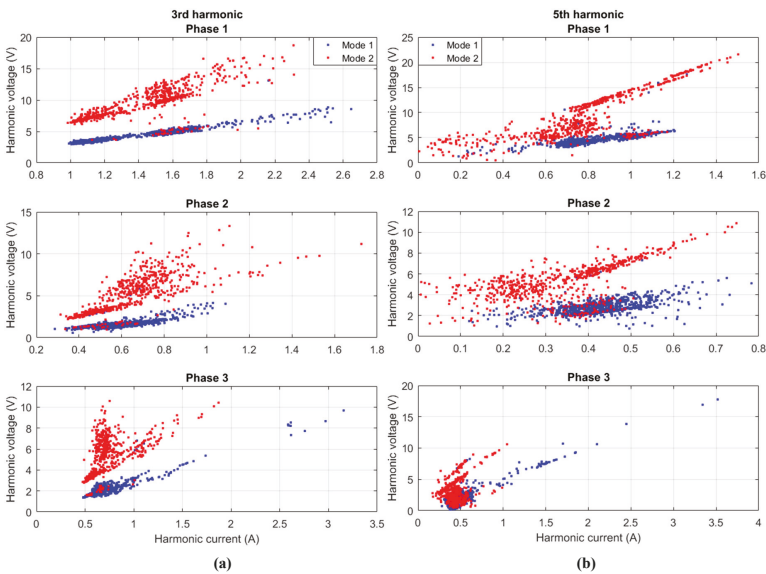 3rd harmonic
Phase 1
Harmonic voltage (V)
20
15
10
5
0
0.8 1 1.2 1.4 1.6 1.8 2 2.2 2.4 2.6 2.8
Mode 1
Mode 2
Phase 2
Harmonic voltage (V)
15
10
5
0
0.2 0.4 0.6 0.8 1 1.2 1.4 1.6 1.8
Phase 3
Harmonic voltage (V)
12
10
8
6
4
2
0
0 0.5 1 1.5 2 2.5 3 3.5
Harmonic current (A)
(a)
5th harmonic
Phase 1
Harmonic voltage (V)
25
20
15
10
5
0
0 0.2 0.4 0.6 0.8 1 1.2 1.4 1.6
Mode 1
Mode 2
Phase 2
Harmonic voltage (V)
12
10
8
6
4
2
0
0 0.1 0.2 0.3 0.4 0.5 0.6 0.7 0.8
Phase 3
Harmonic voltage (V)
20
15
10
5
0
0 0.5 1 1.5 2 2.5 3 3.5 4
Harmonic current (A)
(b)